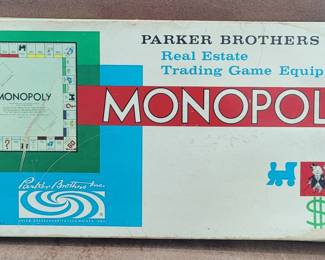 PARKER BROTHERS
Real Estate
Trading Game Equip
MONOPOLY
MONOPOL
Parker Brothers Inc.
$